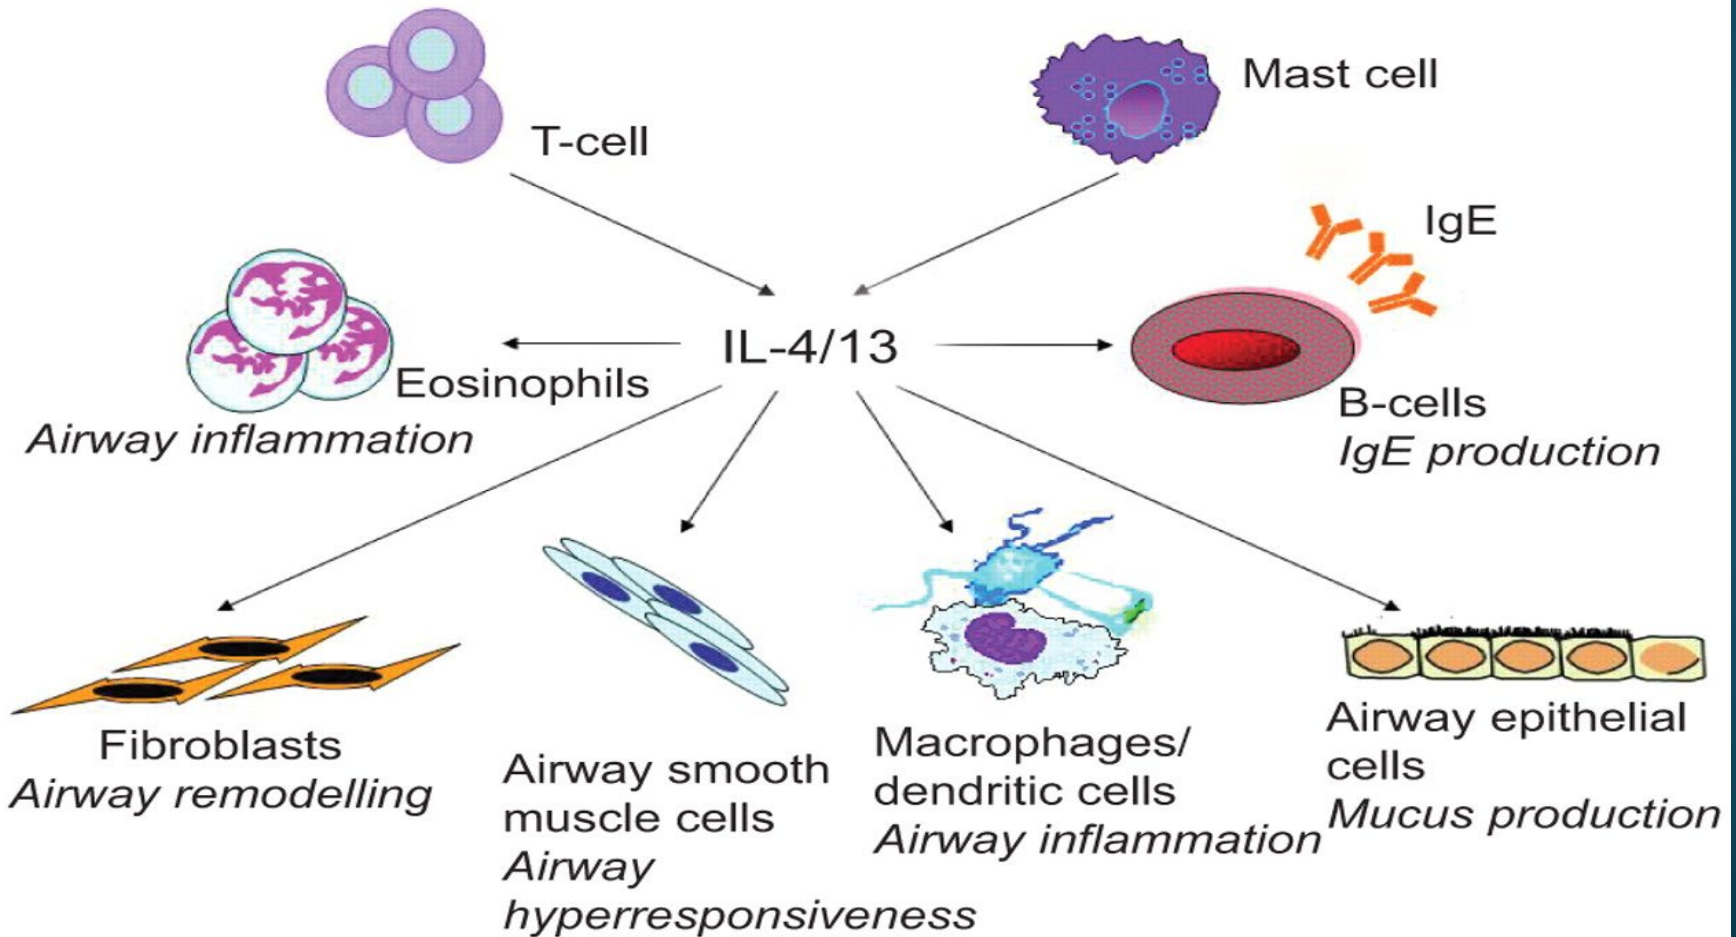 Mast cell
T-cell
IgE
IL-4/13
Eosinophils
Airway inflammation
B-cells
IgE production
Fibroblasts
Airway remodelling
Airway smooth
muscle cells
Airway
hyperresponsiveness
Macrophages/
dendritic cells
Airway inflammation
Airway epithelial
cells
Mucus production